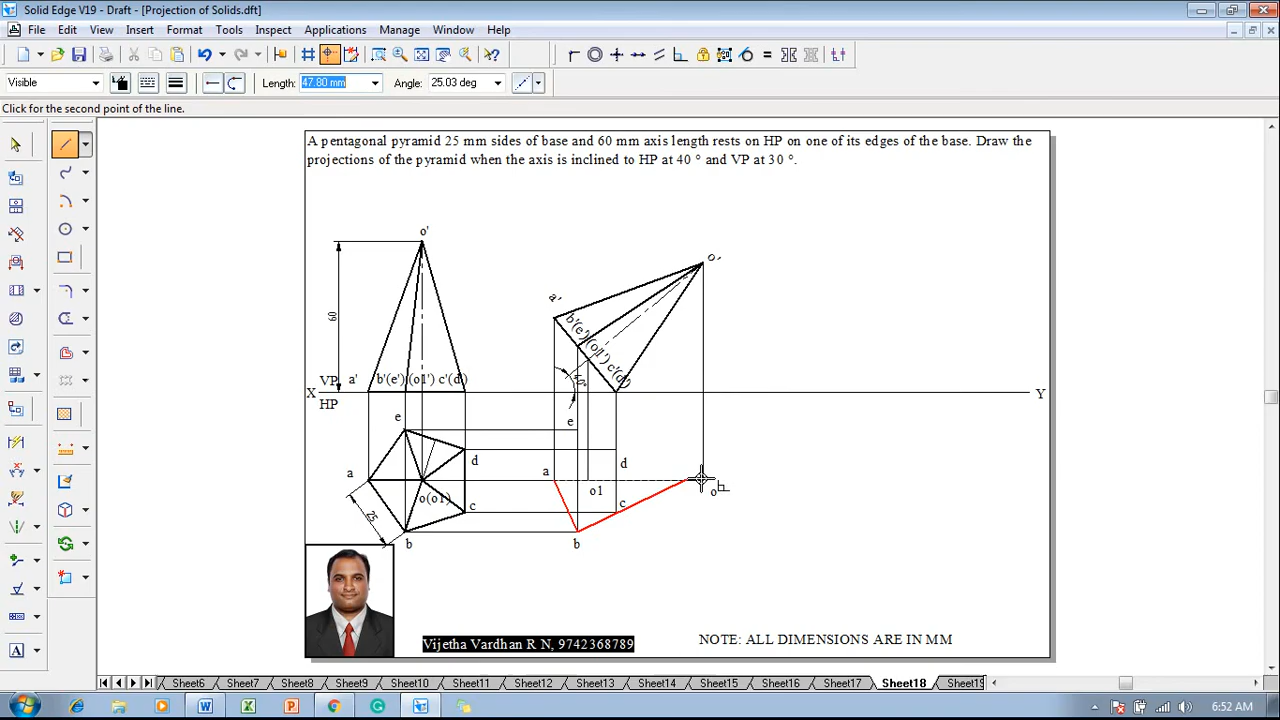 Solid Edge V19 - Draft - [Projection of Solids.dft]
File Edit View Insert Format Tools Inspect Applications Manage Window Help
Visible Length: 47.80 mm Angle: 25.03 deg
Click for the second point of the line.
A pentagonal pyramid 25 mm sides of base and 60 mm axis length rests on HP on one of its edges of the base. Draw the
projections of the pyramid when the axis is inclined to HP at 40 ° and VP at 30 °.
o'
o'
a'
60
b'(e')(o1') c'(d')
40°
VP a' b'(e')(o1') c'(d')
X Y
HP
e e
a d a d
o(o1) c o1 c o
25
b b
Vijetha Vardhan R N, 9742368789
NOTE: ALL DIMENSIONS ARE IN MM
Sheet6 Sheet7 Sheet8 Sheet9 Sheet10 Sheet11 Sheet12 Sheet13 Sheet14 Sheet15 Sheet16 Sheet17 Sheet18 Sheet19
6:52 AM